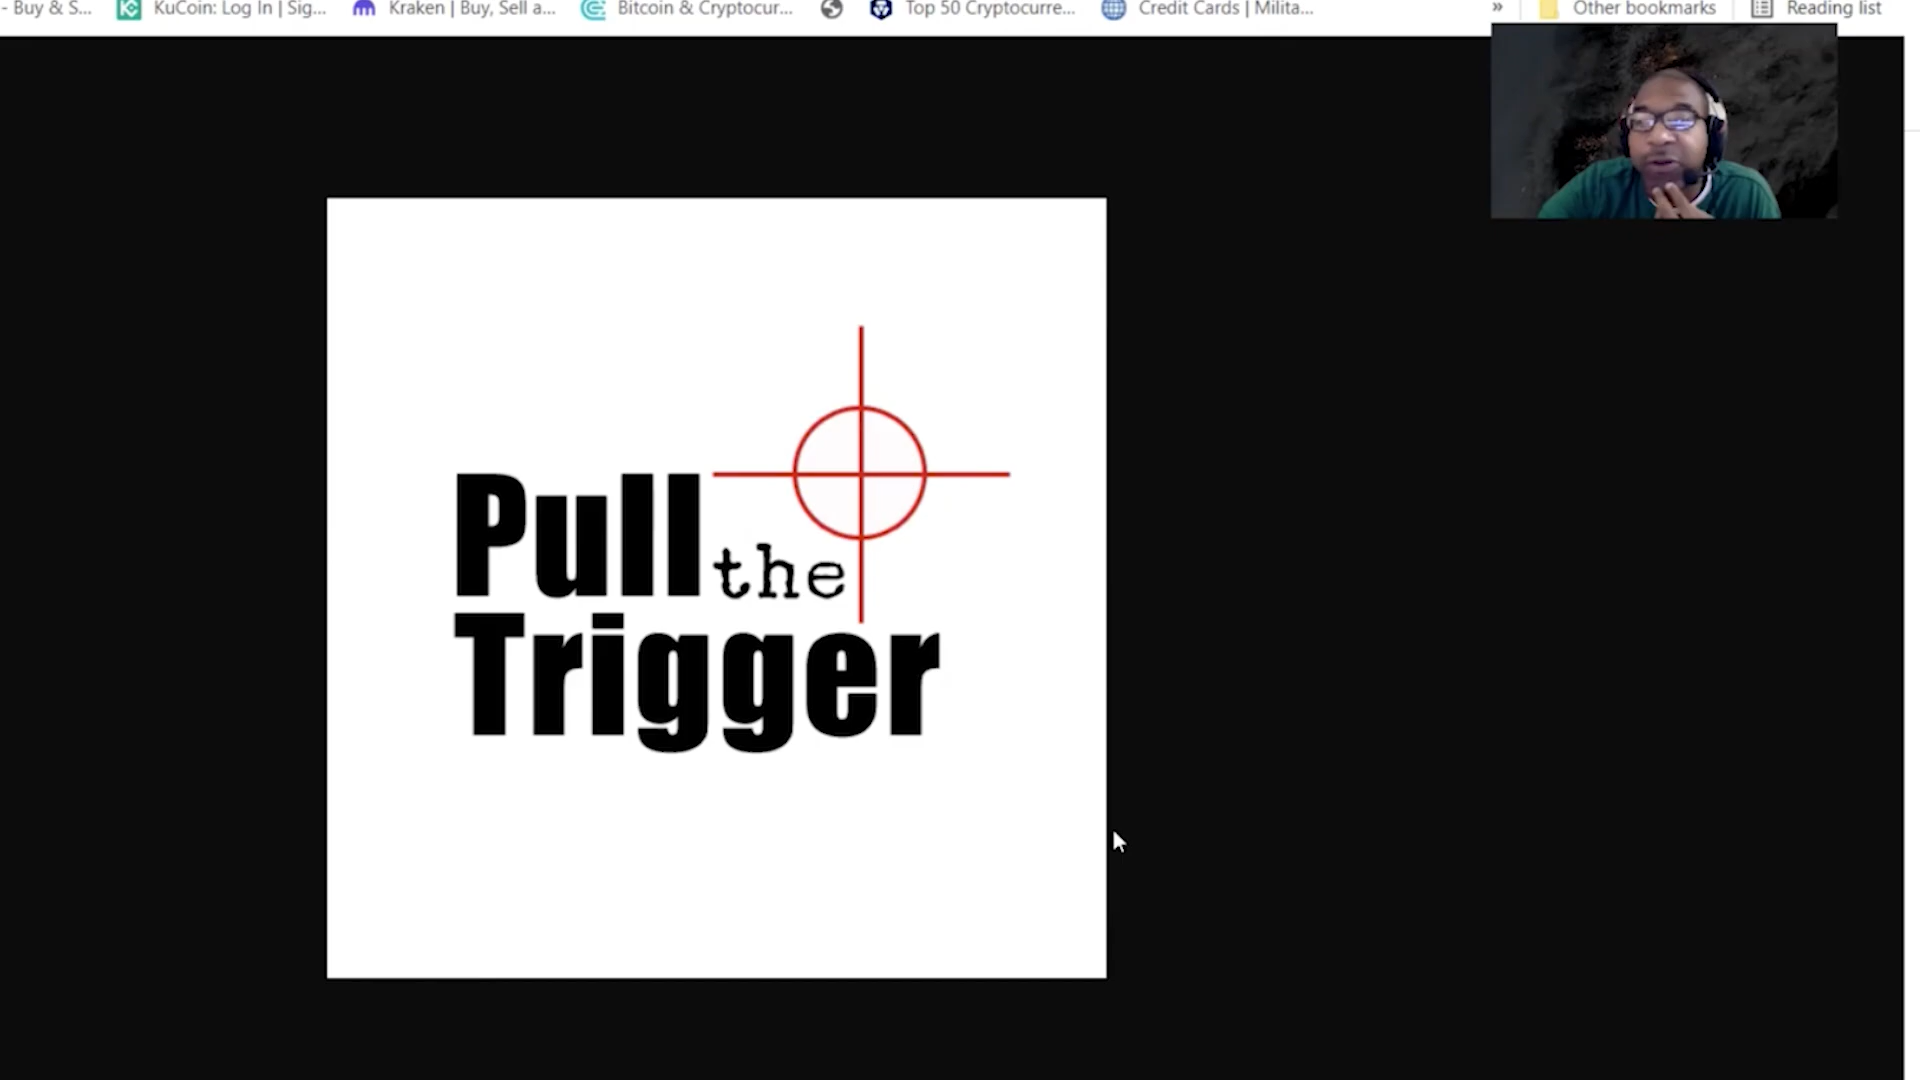 - Buy & S... KuCoin: Log In | Sig... Kraken | Buy, Sell a... Bitcoin & Cryptocur... Top 50 Cryptocurre... Credit Cards | Milita... » Other bookmarks Reading list
Pull the
Trigger